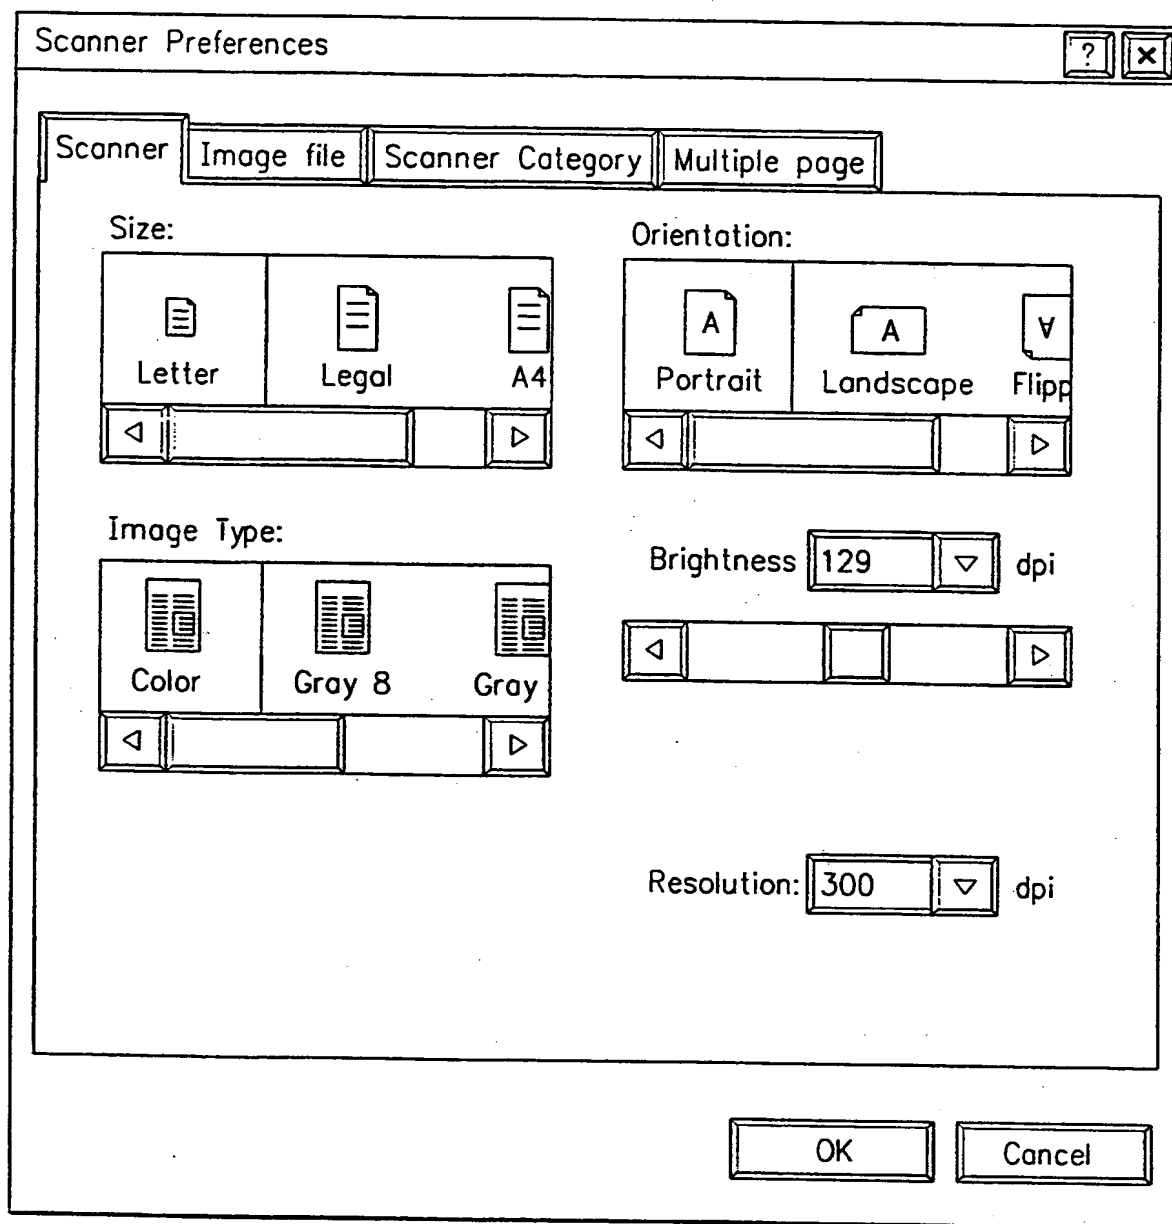 Scanner Preferences ? ×
Scanner Image file Scanner Category Multiple page
Size:
Letter Legal A4
Orientation:
A A A
Portrait Landscape Flipp
Image Type:
Color Gray 8 Gray
Brightness 129 dpi
Resolution: 300 dpi
OK Cancel